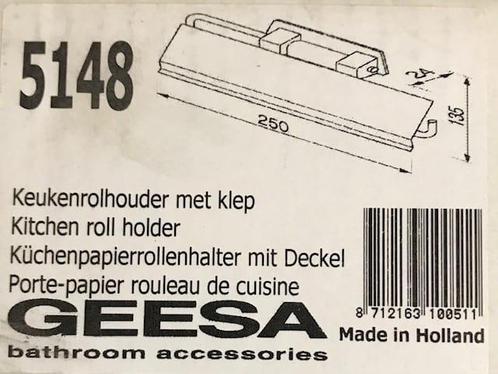 5148
24
135
250
Keukenrolhouder met klep
Kitchen roll holder
Küchenpapierrollenhalter mit Deckel
Porte-papier rouleau de cuisine
GEESA
bathroom accessories
8 712163 100511
Made in Holland